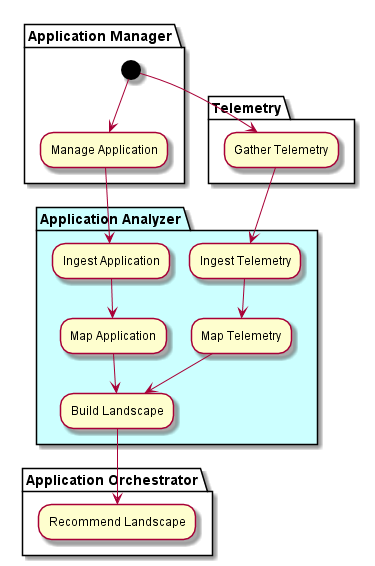 Application Manager
Telemetry
Manage Application
Gather Telemetry
Application Analyzer
Ingest Application
Ingest Telemetry
Map Application
Map Telemetry
Build Landscape
Application Orchestrator
Recommend Landscape